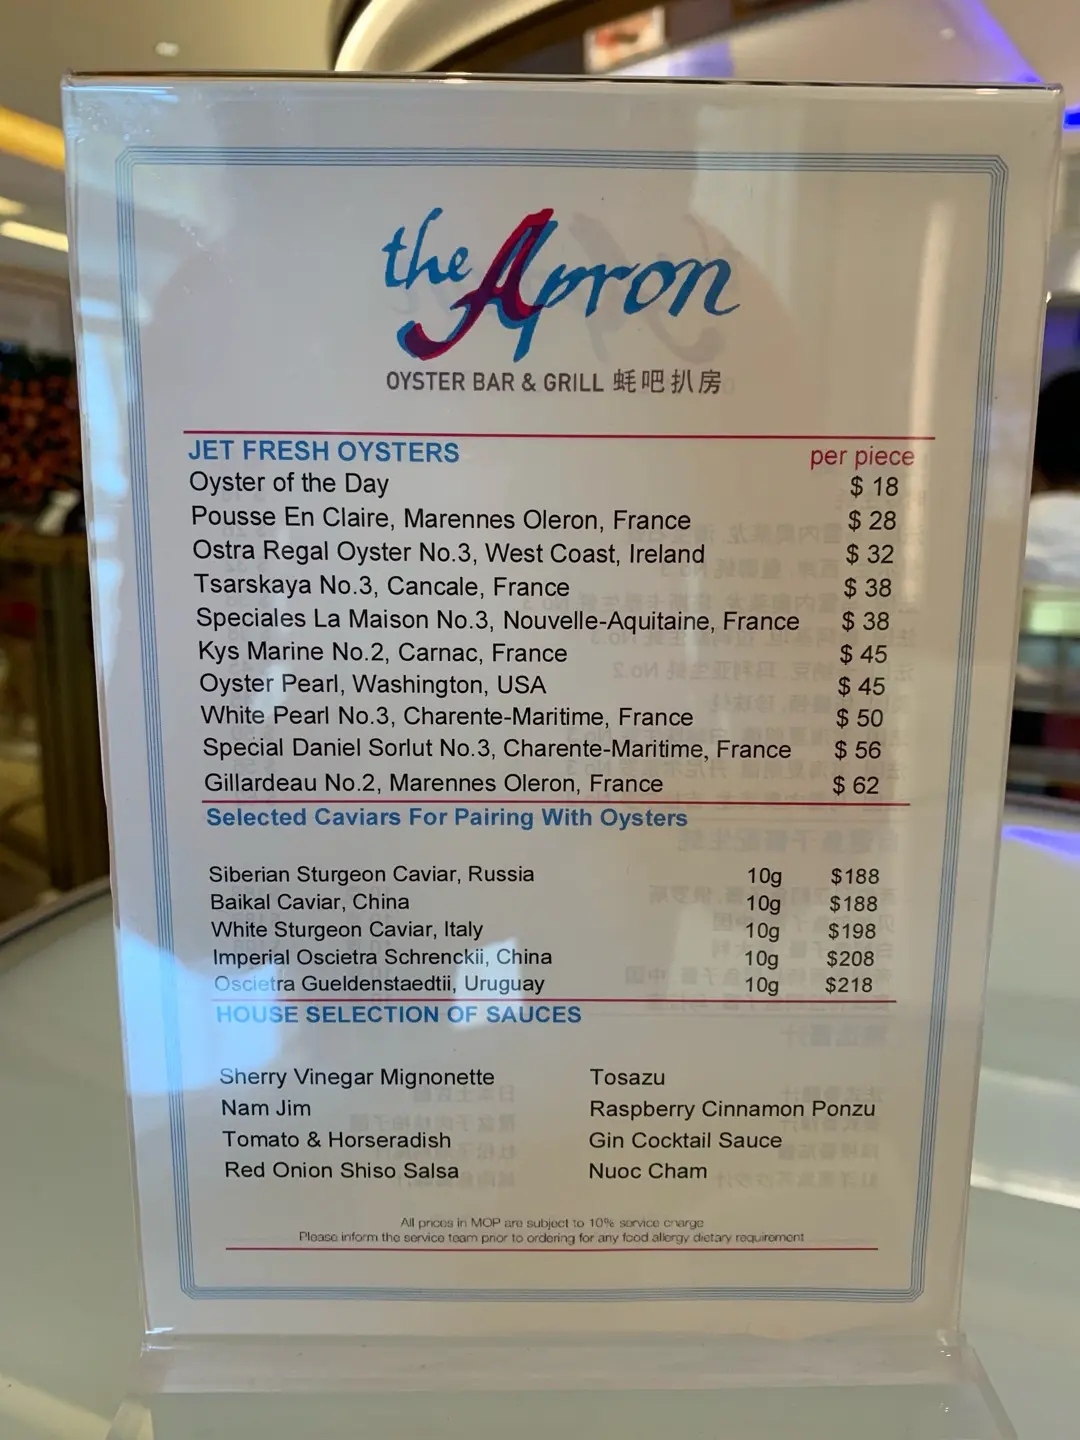 the Apron
OYSTER BAR & GRILL 蚝吧扒房
JET FRESH OYSTERS per piece
Oyster of the Day $ 18
Pousse En Claire, Marennes Oleron, France $ 28
Ostra Regal Oyster No.3, West Coast, Ireland $ 32
Tsarskaya No.3, Cancale, France $ 38
Speciales La Maison No.3, Nouvelle-Aquitaine, France $ 38
Kys Marine No.2, Carnac, France $ 45
Oyster Pearl, Washington, USA $ 45
White Pearl No.3, Charente-Maritime, France $ 50
Special Daniel Sorlut No.3, Charente-Maritime, France $ 56
Gillardeau No.2, Marennes Oleron, France $ 62
Selected Caviars For Pairing With Oysters
Siberian Sturgeon Caviar, Russia 10g $188
Baikal Caviar, China 10g $188
White Sturgeon Caviar, Italy 10g $198
Imperial Oscietra Schrenckii, China 10g $208
Oscietra Gueldenstaedtii, Uruguay 10g $218
HOUSE SELECTION OF SAUCES
Sherry Vinegar Mignonette Tosazu
Nam Jim Raspberry Cinnamon Ponzu
Tomato & Horseradish Gin Cocktail Sauce
Red Onion Shiso Salsa Nuoc Cham
All prices in MOP are subject to 10% service charge
Please inform the service team prior to ordering for any food allergy dietary requirement